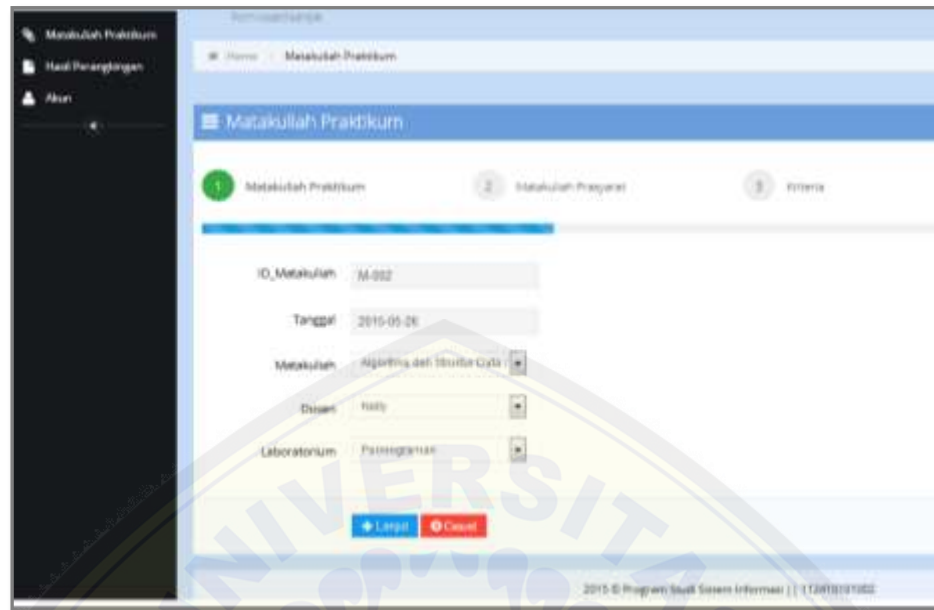 Matakuliah Praktikum
Hasil Perangkingan
Akun
Home Matakuliah Praktikum
Matakuliah Praktikum
1 Matakuliah Praktikum 2 Matakuliah Prasyarat 3 Kriteria
ID_Matakuliah M-002
Tanggal 2015-05-26
Matakuliah Algoritma dan Struktur Data
Dosen Nelly
Laboratorium Pemrograman
Lanjut Cancel
2015 © Program Studi Sistem Informasi ||
UNIVERSITA